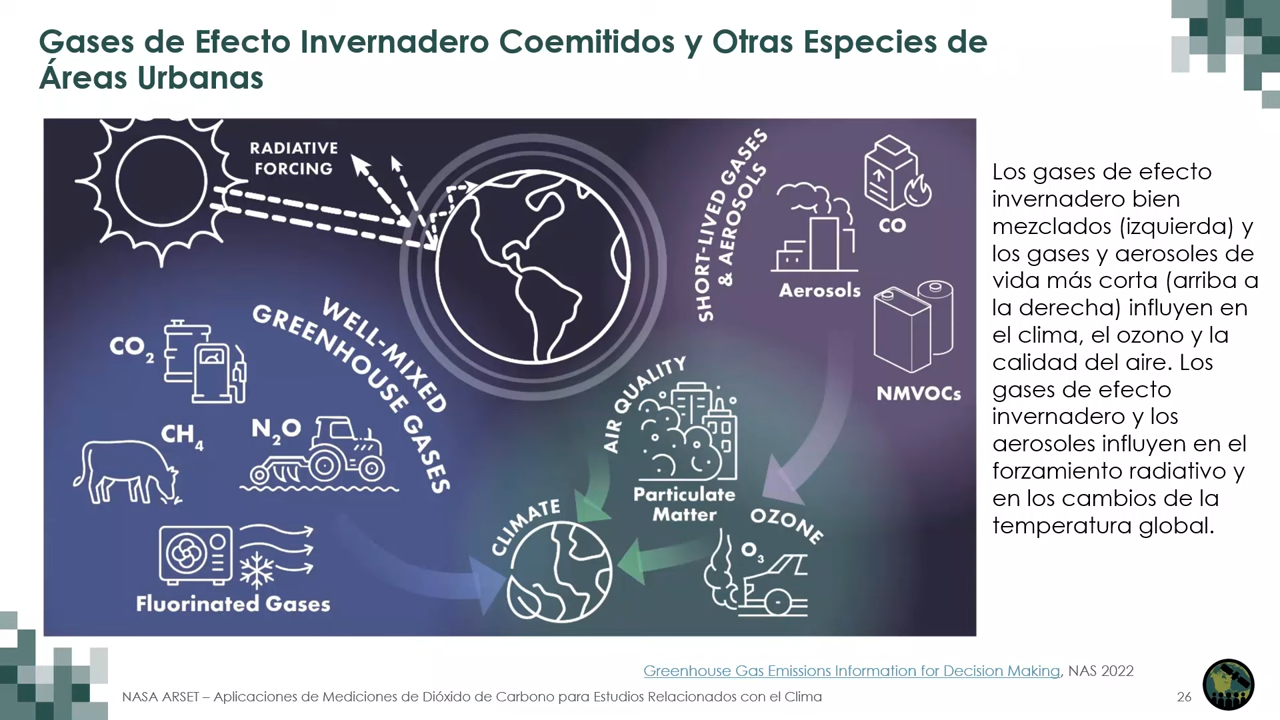 Gases de Efecto Invernadero Coemitidos y Otras Especies de
Áreas Urbanas
RADIATIVE
FORCING
SHORT-LIVED GASES
& AEROSOLS
CO
Aerosols
NMVOCs
WELL-MIXED
GREENHOUSE GASES
CO2
CH4
N2O
Fluorinated Gases
AIR QUALITY
Particulate
Matter
OZONE
O3
CLIMATE
Los gases de efecto
invernadero bien
mezclados (izquierda) y
los gases y aerosoles de
vida más corta (arriba a
la derecha) influyen en
el clima, el ozono y la
calidad del aire. Los
gases de efecto
invernadero y los
aerosoles influyen en el
forzamiento radiativo y
en los cambios de la
temperatura global.
Greenhouse Gas Emissions Information for Decision Making, NAS 2022
NASA ARSET – Aplicaciones de Mediciones de Dióxido de Carbono para Estudios Relacionados con el Clima
26